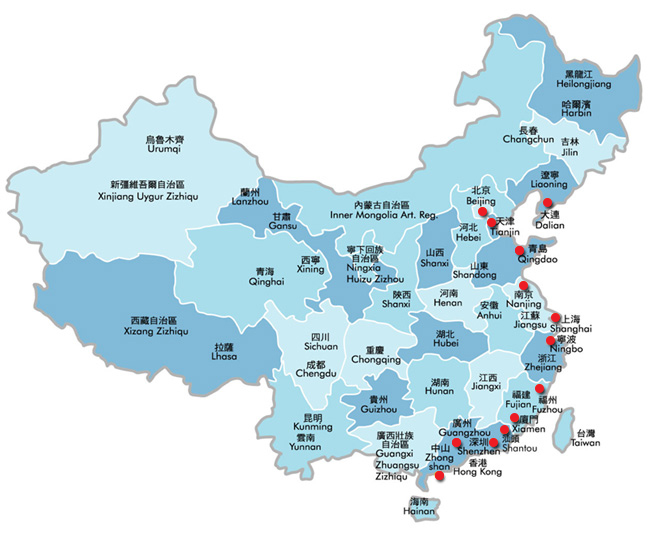 黑龍江
Heilongjiang
哈爾濱
Harbin
長春
Changchun
吉林
Jilin
烏魯木齊
Urumqi
新彊維吾爾自治區
Xinjiang Uygur Zizhiqu
蘭州
Lanzhou
甘肅
Gansu
內蒙古自治區
Inner Mongolia Art. Reg.
北京
Beijing
遼寧
Liaoning
大連
Dalian
天津
Tianjin
河北
Hebei
青島
Qingdao
山西
Shanxi
山東
Shandong
寧下回族
自治區
Ningxia
Huizu Zizhou
西寧
Xining
青海
Qinghai
陝西
Shanxi
河南
Henan
南京
Nanjing
安徽
Anhui
江蘇
Jiangsu
上海
Shanghai
寧波
Ningbo
浙江
Zhejiang
西藏自治區
Xizang Zizhiqu
拉薩
Lhasa
四川
Sichuan
成都
Chengdu
重慶
Chongqing
湖北
Hubei
湖南
Hunan
江西
Jiangxi
福建
Fujian
福州
Fuzhou
貴州
Guizhou
昆明
Kunming
雲南
Yunnan
廣西壯族
自治區
Guangxi
Zhuangsu
Zizhiqu
廣州
Guangzhou
廈門
Xiamen
汕頭
Shantou
深圳
Shenzhen
中山
Zhong
shan
香港
Hong Kong
台灣
Taiwan
海南
Hainan